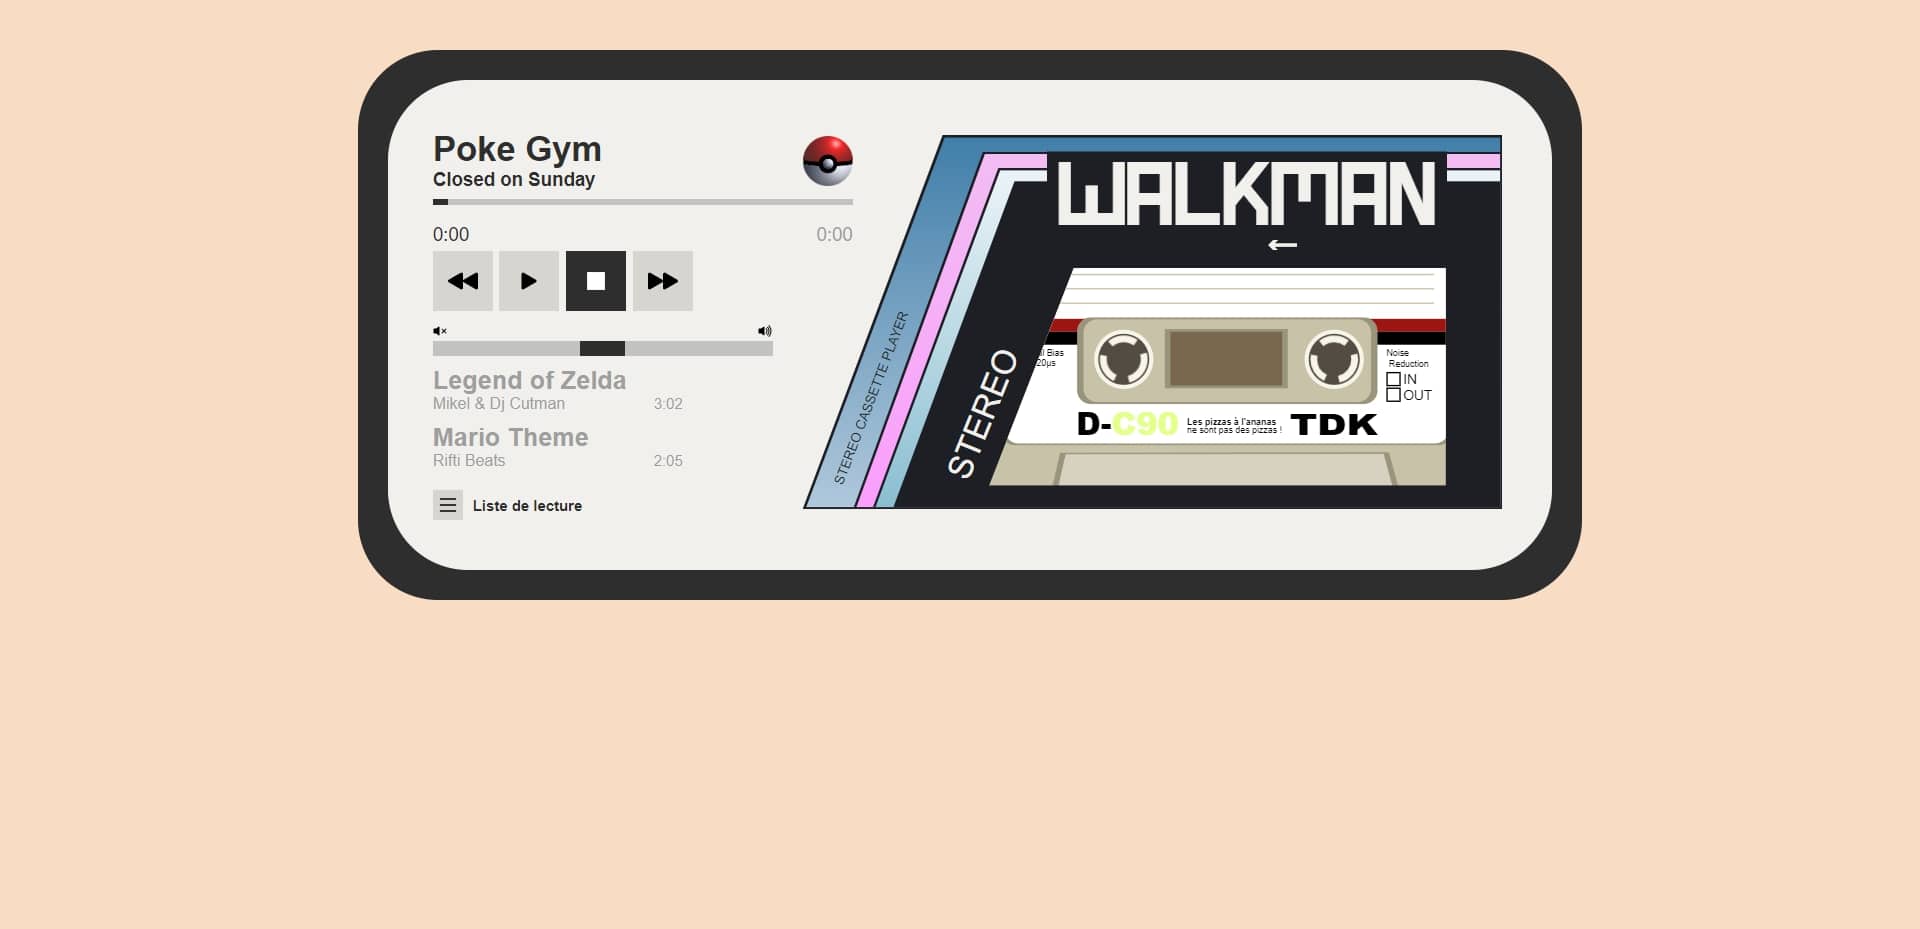 Poke Gym
Closed on Sunday
0:00
0:00
Legend of Zelda
Mikel & Dj Cutman
3:02
Mario Theme
Rifti Beats
2:05
Liste de lecture
WALKMAN
STEREO CASSETTE PLAYER
STEREO
Bias
20µs
Noise
Reduction
IN
OUT
D-C90
Les pizzas à l'ananas
ne sont pas des pizzas !
TDK